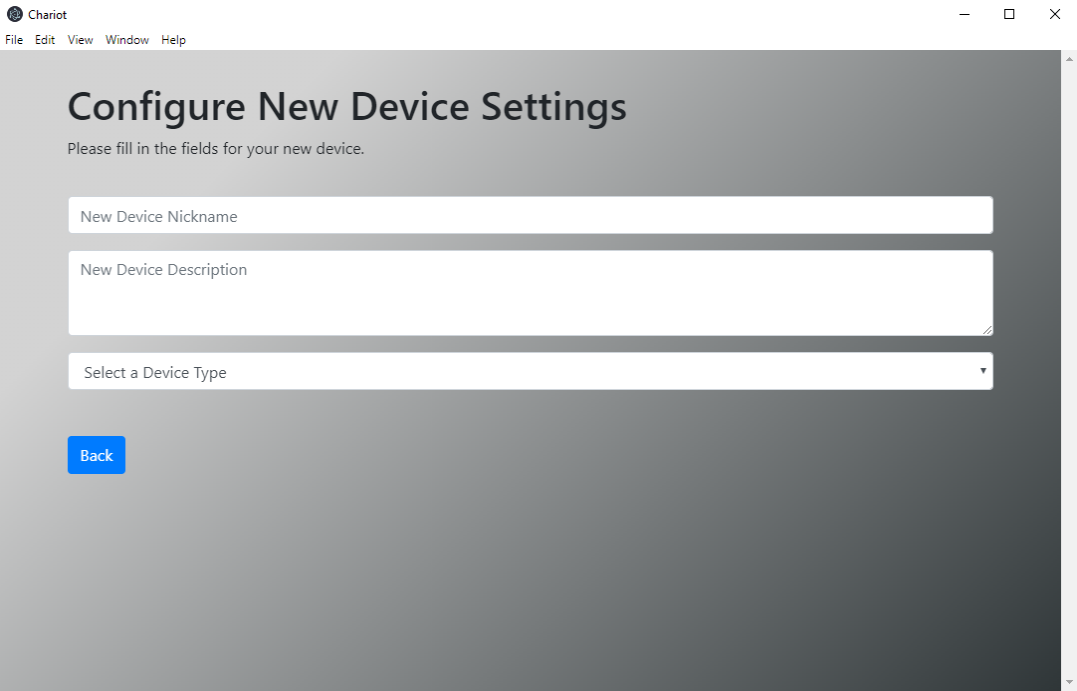 Chariot
File Edit View Window Help
Configure New Device Settings
Please fill in the fields for your new device.
New Device Nickname
New Device Description
Select a Device Type
Back